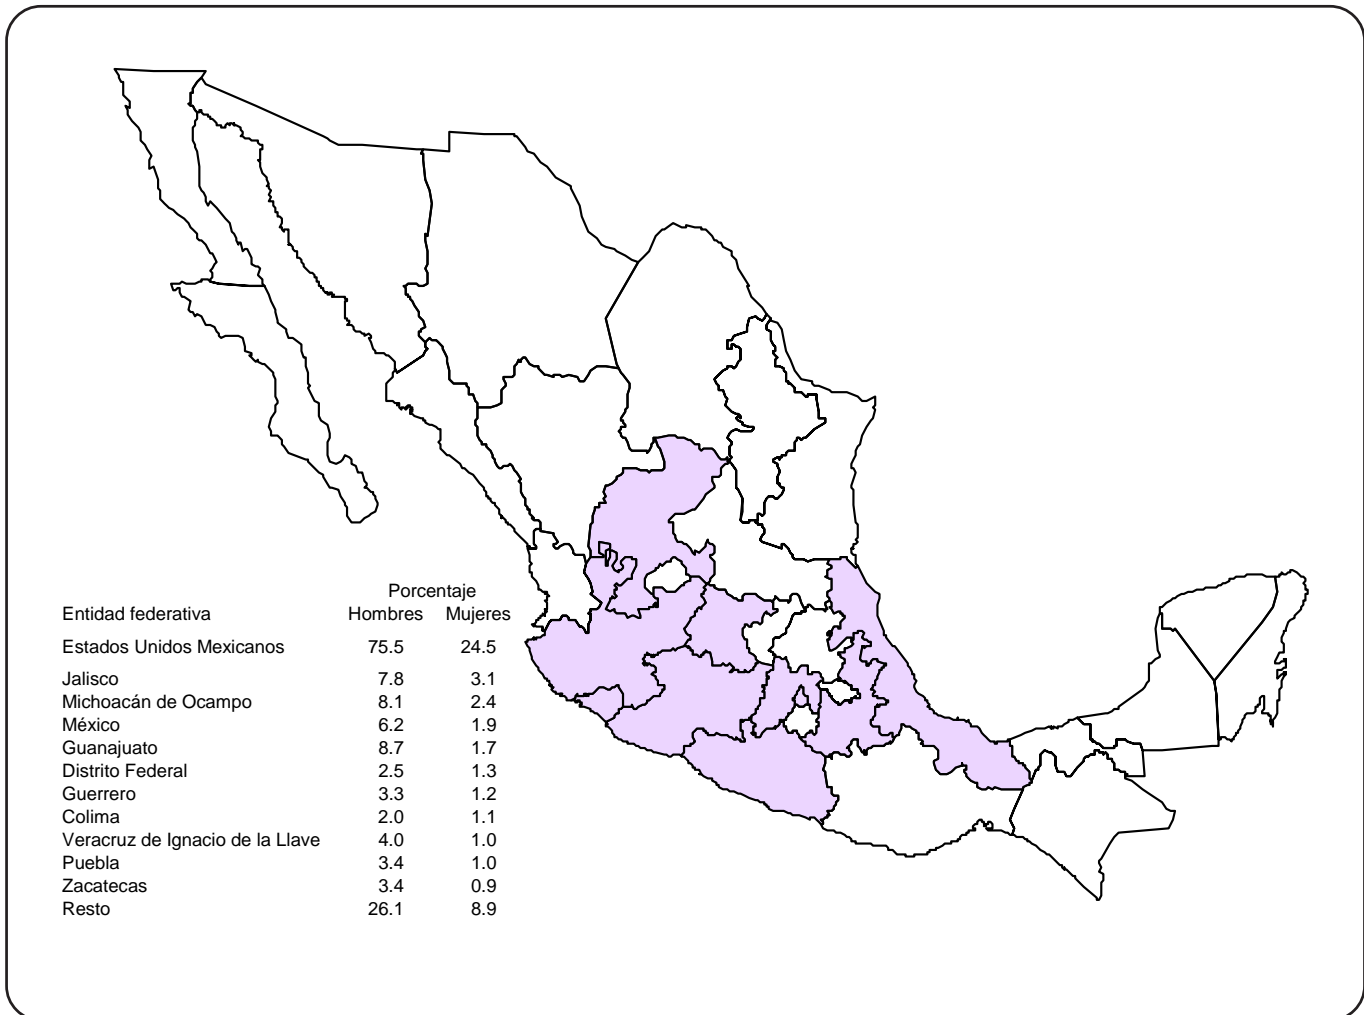 Porcentaje
Entidad federativa Hombres Mujeres
Estados Unidos Mexicanos 75.5 24.5
Jalisco 7.8 3.1
Michoacán de Ocampo 8.1 2.4
México 6.2 1.9
Guanajuato 8.7 1.7
Distrito Federal 2.5 1.3
Guerrero 3.3 1.2
Colima 2.0 1.1
Veracruz de Ignacio de la Llave 4.0 1.0
Puebla 3.4 1.0
Zacatecas 3.4 0.9
Resto 26.1 8.9